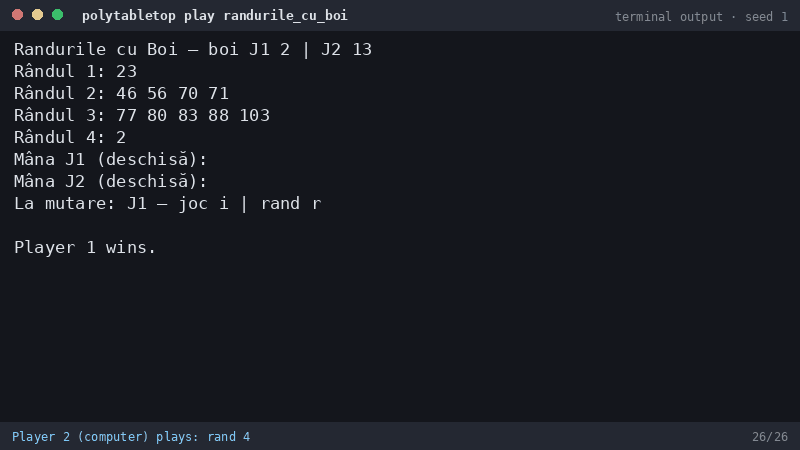 polytabletop play randurile_cu_boi
terminal output · seed 1
Randurile cu Boi — boi J1 2 | J2 13
Rândul 1: 23
Rândul 2: 46 56 70 71
Rândul 3: 77 80 83 88 103
Rândul 4: 2
Mâna J1 (deschisă):
Mâna J2 (deschisă):
La mutare: J1 — joc i | rand r
Player 1 wins.
Player 2 (computer) plays: rand 4
26/26